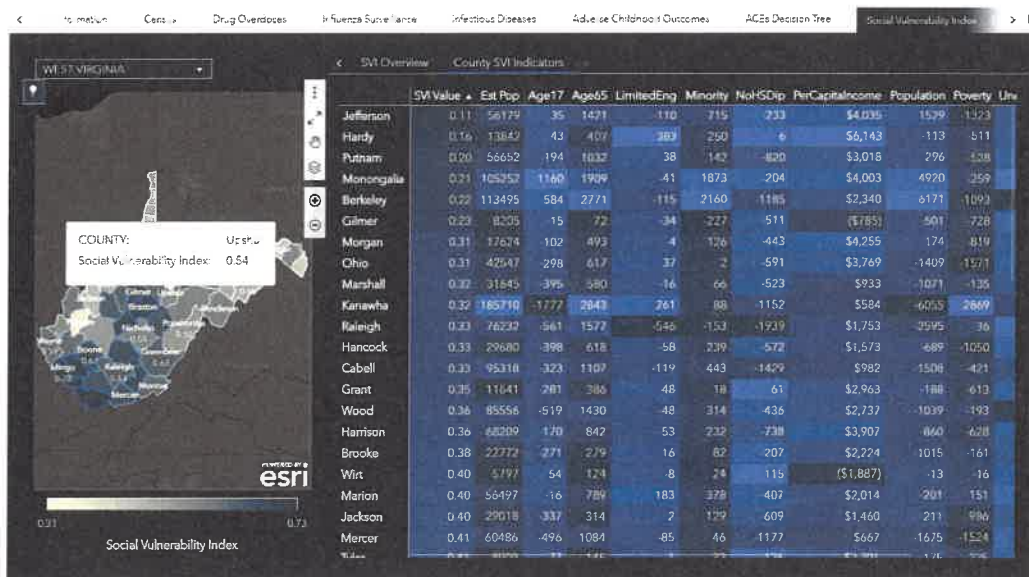 Drug Overdoses Influenza Surveillance Infectious Diseases Adverse Childhood Outcomes ACEs Decision Tree Social Vulnerability Index
WEST VIRGINIA
SVI Overview County SVI Indicators
SVI Value Est Pop Age17 Age65 LimitedEng Minority NoHSDip PerCapitaIncome Population Poverty
Jefferson 0.11 56179 35 1471 -110 715 233 $4,035 1529 -1323
Hardy 0.16 13842 43 407 383 250 6 $6,143 -113 -511
Putnam 0.20 56652 -194 1032 38 142 -820 $3,018 296
Monongalia 0.21 105252 1160 1909 -41 1873 -204 $4,003 4920 -259
Berkeley 0.22 113495 584 2771 -115 2160 -1185 $2,340 6171 -1093
Gilmer 0.23 8205 -15 72 -34 -227 -511 ($785) -501 -728
Morgan 0.31 17624 -102 493 -4 126 -443 $4,255 174 -819
Ohio 0.31 42547 -298 617 37 2 -591 $3,769 -1409 -1571
Marshall 0.32 31645 -395 580 -16 66 -523 $933 -1071 -135
Kanawha 0.32 185710 -1777 2843 261 88 -1152 $584 -6055 2869
Raleigh 0.33 76232 -561 1577 -546 -153 -1939 $1,753 -2595 36
Hancock 0.33 29680 -398 618 -58 239 -572 $1,573 -689 -1050
Cabell 0.33 95318 -323 1107 -119 443 -1429 $982 -1508 -421
Grant 0.35 11641 -281 386 48 18 61 $2,963 -188 -613
Wood 0.36 85556 -519 1430 -48 314 -436 $2,737 -1039 -193
Harrison 0.36 68209 -170 842 53 232 -738 $3,907 -860 -628
Brooke 0.38 22772 -271 279 16 82 -207 $2,224 -1015 -161
Wirt 0.40 5797 54 124 -8 24 115 ($1,887) -13 -16
Marion 0.40 56497 -16 789 183 378 -407 $2,014 -201 151
Jackson 0.40 29018 -337 314 2 129 -609 $1,460 -211 986
Mercer 0.41 60486 -496 1084 -85 46 -1177 $667 -1675 -1524
COUNTY:
Social Vulnerability Index: 0.54
POWERED BY
esri
0.73
Social Vulnerability Index